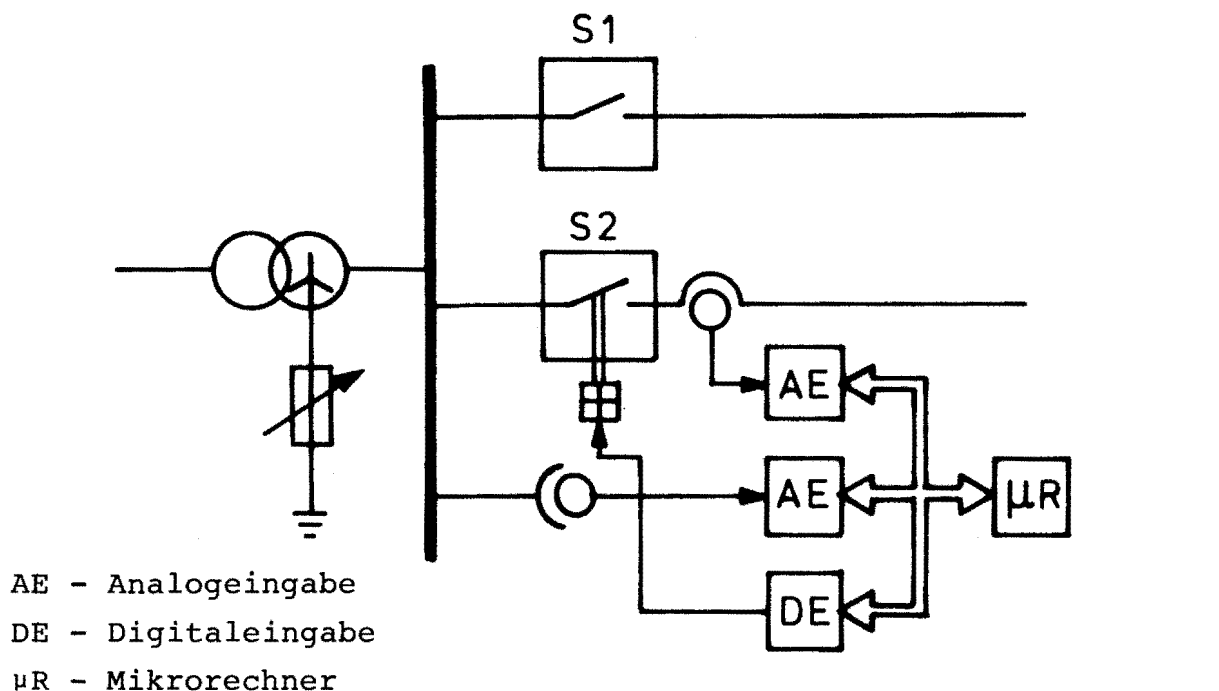 S1
S2
AE
AE
µR
DE
AE - Analogeingabe
DE - Digitaleingabe
µR - Mikrorechner